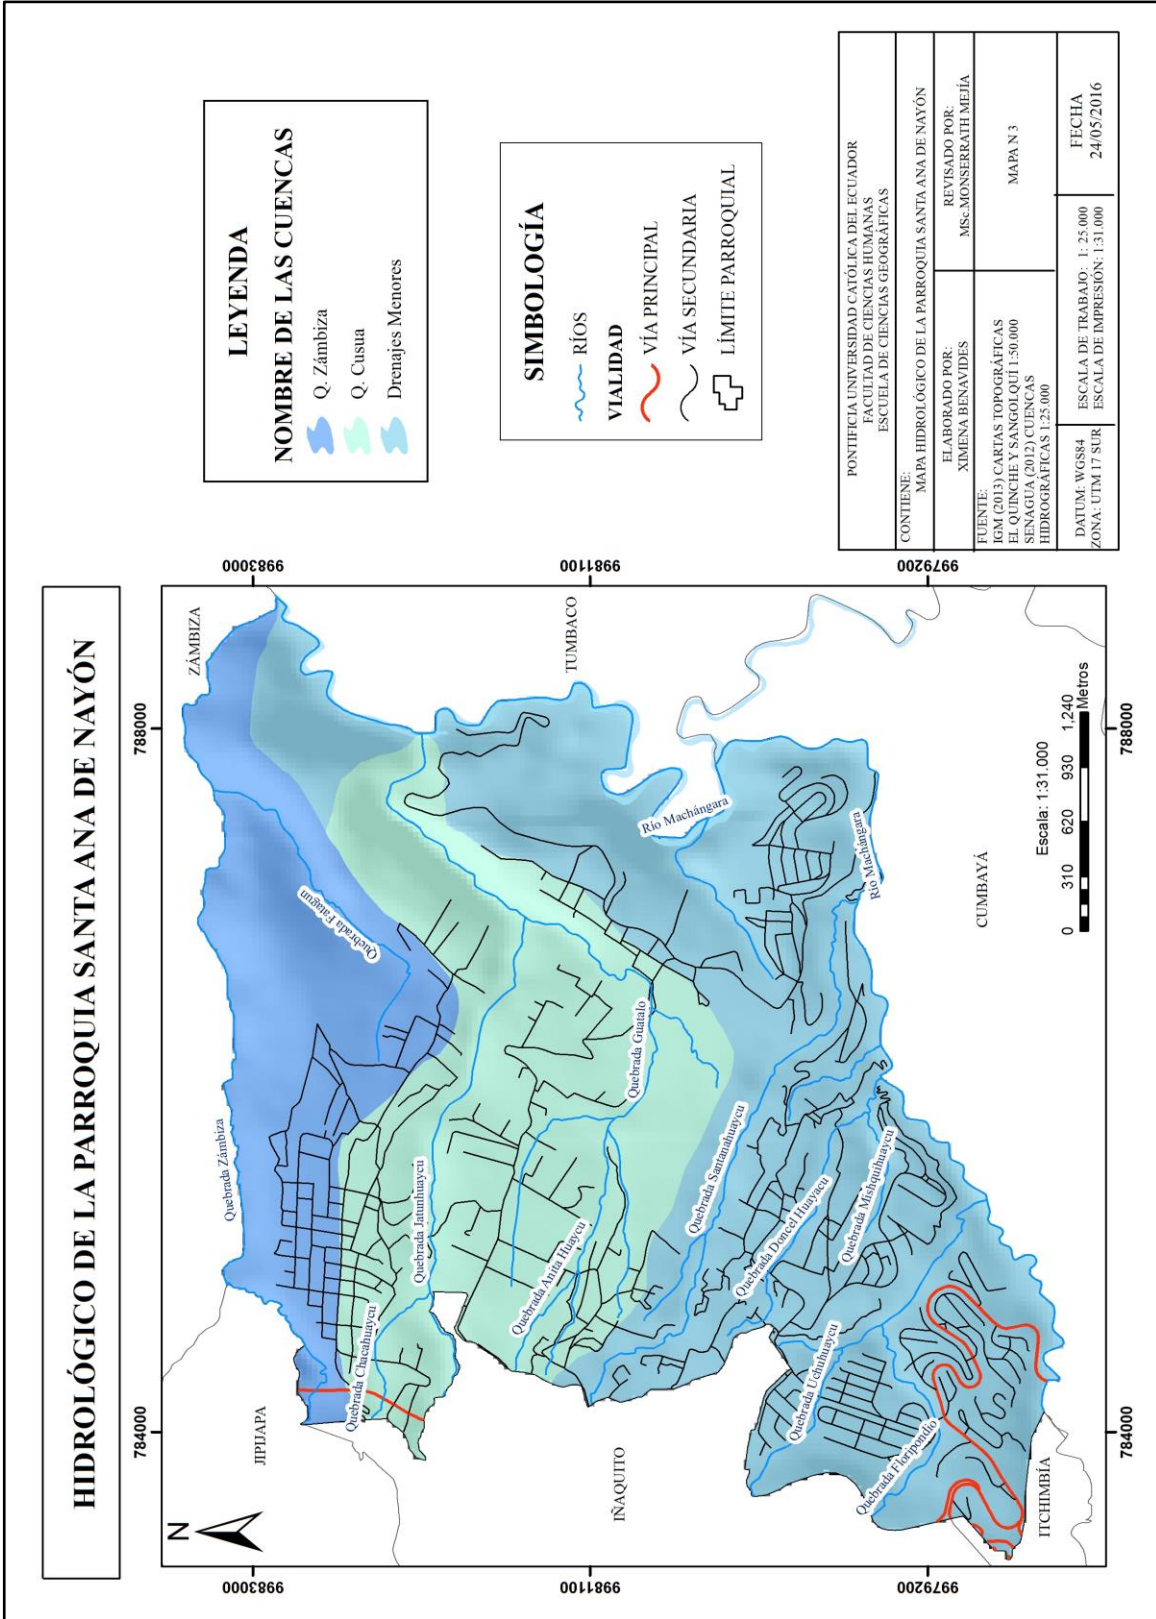 HIDROLÓGICO DE LA PARROQUIA SANTA ANA DE NAYÓN
N
784000
788000
9983000
9981100
9979200
9983000
9981100
9979200
784000
788000
JIPIJAPA
ZÁMBIZA
IÑAQUITO
TUMBACO
ITCHIMBÍA
CUMBAYÁ
Quebrada Zámbiza
Quebrada Fatagun
Quebrada Chacahuaycu
Quebrada Jatunhuaycu
Quebrada Anita Huaycu
Quebrada Guatalo
Río Machángara
Quebrada Santanahuaycu
Quebrada Doncel Huayacu
Quebrada Mishquihuaycu
Quebrada Uchuhuaycu
Quebrada Floripondio
Río Machángara
Escala: 1:31.000
0 310 620 930 1.240
Metros
LEYENDA
NOMBRE DE LAS CUENCAS
Q. Zámbiza
Q. Cusua
Drenajes Menores
SIMBOLOGÍA
RÍOS
VIALIDAD
VÍA PRINCIPAL
VÍA SECUNDARIA
LÍMITE PARROQUIAL
PONTIFICIA UNIVERSIDAD CATÓLICA DEL ECUADOR
FACULTAD DE CIENCIAS HUMANAS
ESCUELA DE CIENCIAS GEOGRÁFICAS
CONTIENE:
MAPA HIDROLÓGICO DE LA PARROQUIA SANTA ANA DE NAYÓN
ELABORADO POR:
XIMENA BENAVIDES
REVISADO POR:
MSc.MONSERRATH MEJÍA
FUENTE:
IGM (2013) CARTAS TOPOGRÁFICAS
EL QUINCHE Y SANGOLQUÍ 1:50.000
SENAGUA (2012) CUENCAS
HIDROGRÁFICAS 1:25.000
MAPA N 3
DATUM: WGS84
ZONA: UTM 17 SUR
ESCALA DE TRABAJO: 1: 25.000
ESCALA DE IMPRESIÓN: 1:31.000
FECHA
24/05/2016